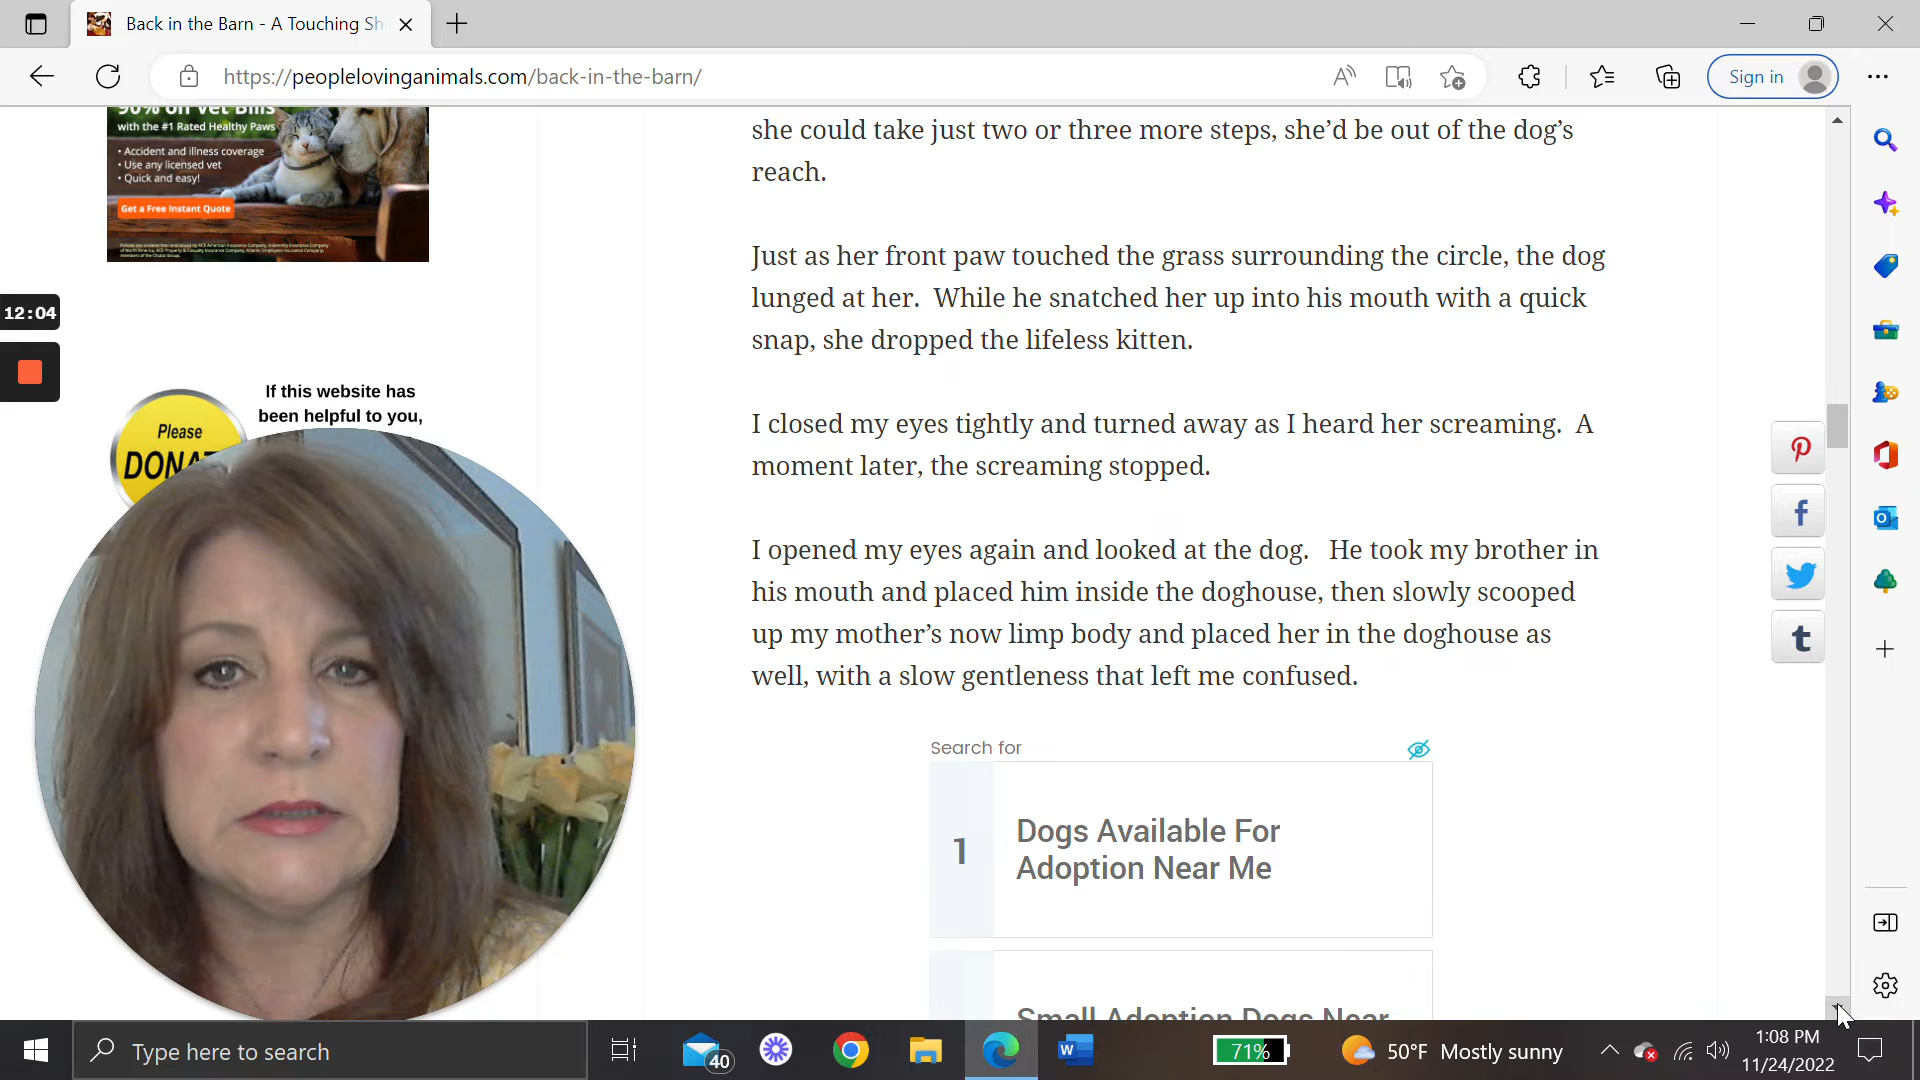 Back in the Barn - A Touching Sh
https://peoplelovinganimals.com/back-in-the-barn/
Sign in
90% on Vet Bills
with the #1 Rated Healthy Paws
• Accident and illness coverage
• Use any licensed vet
• Quick and easy!
Get a Free Instant Quote
12:04
If this website has
been helpful to you,
Please
DONAT
she could take just two or three more steps, she’d be out of the dog’s
reach.
Just as her front paw touched the grass surrounding the circle, the dog
lunged at her.  While he snatched her up into his mouth with a quick
snap, she dropped the lifeless kitten.
I closed my eyes tightly and turned away as I heard her screaming.  A
moment later, the screaming stopped.
I opened my eyes again and looked at the dog.   He took my brother in
his mouth and placed him inside the doghouse, then slowly scooped
up my mother’s now limp body and placed her in the doghouse as
well, with a slow gentleness that left me confused.
Search for
1
Dogs Available For
Adoption Near Me
Small Adoption Dogs Near
Type here to search
40
71%
50°F Mostly sunny
1:08 PM
11/24/2022